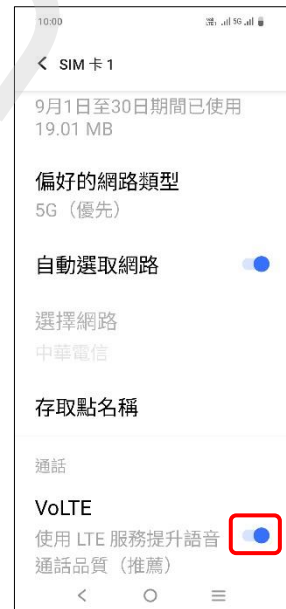 10:00 5G
SIM 卡 1
9月1日至30日期間已使用
19.01 MB
偏好的網路類型
5G（優先）
自動選取網路
選擇網路
中華電信
存取點名稱
通話
VoLTE
使用 LTE 服務提升語音
通話品質（推薦）